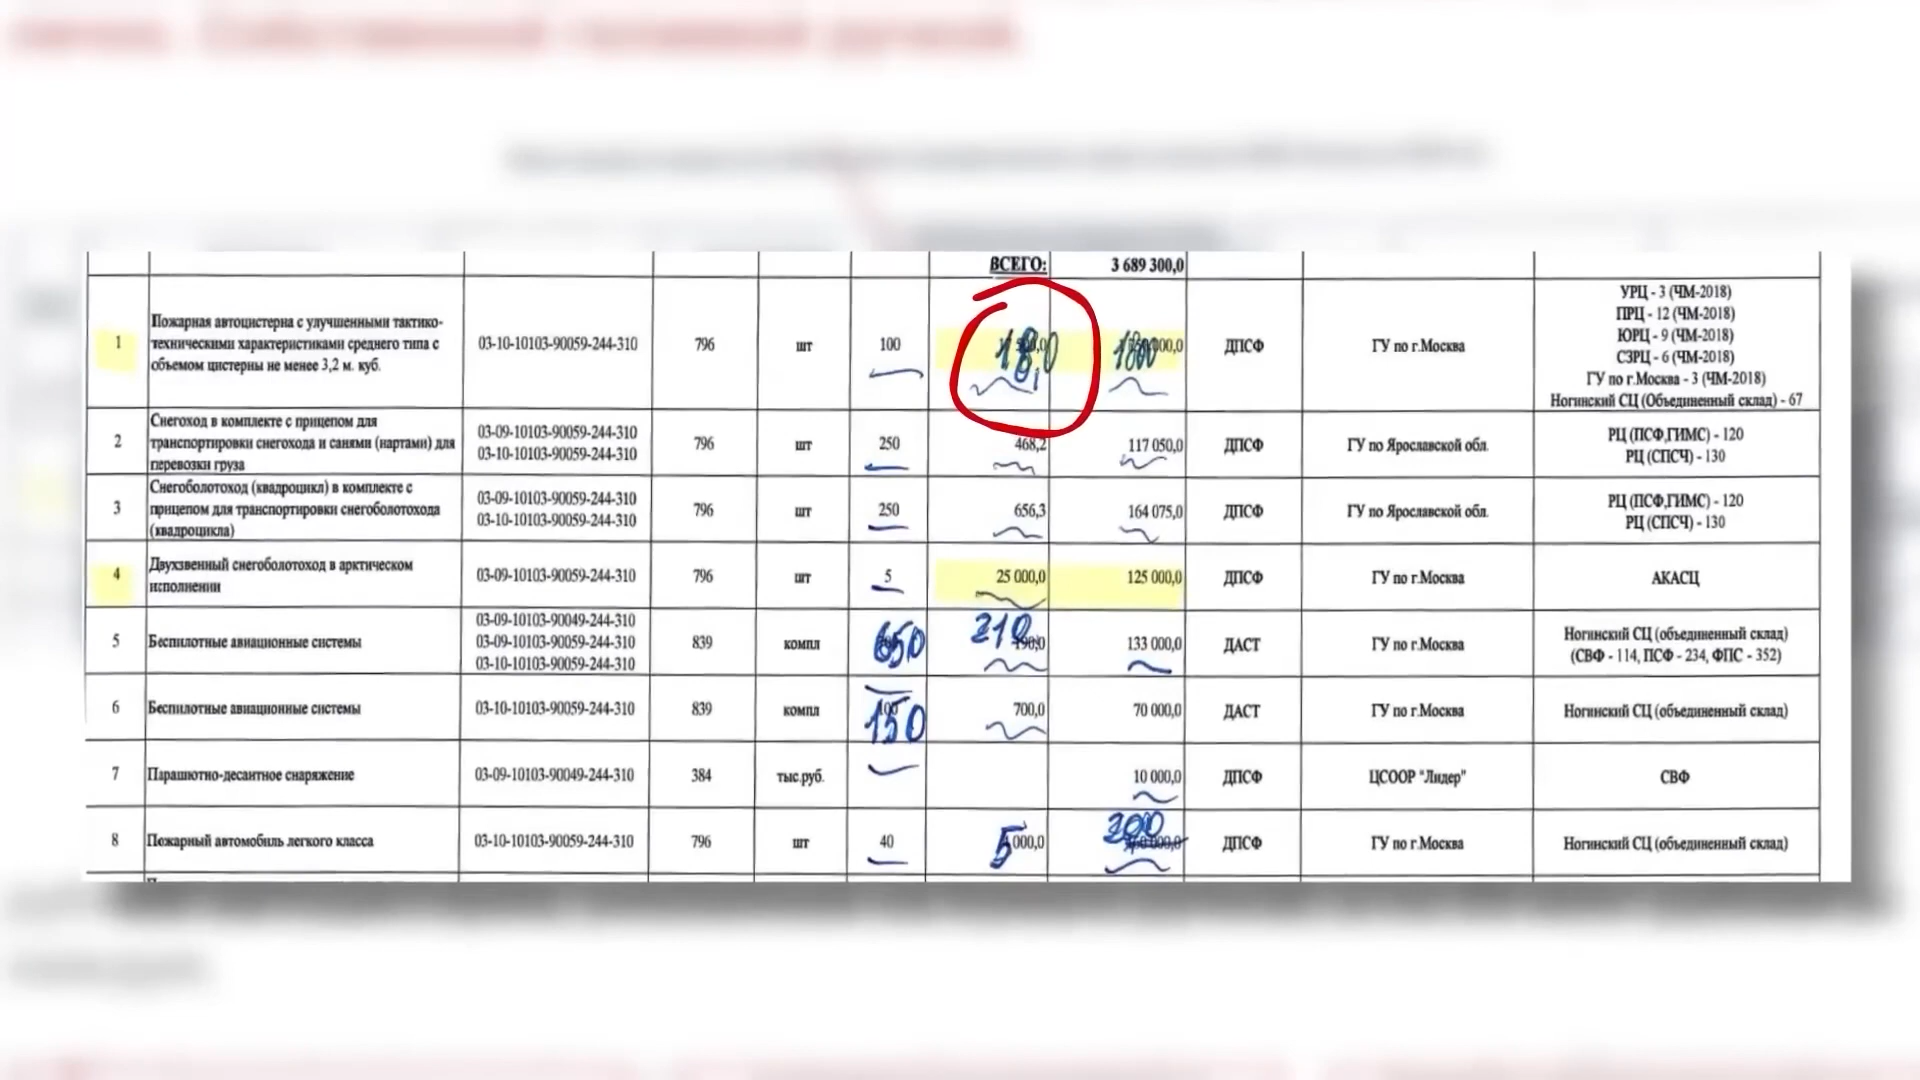 ВСЕГО: 3 689 300,0
1 Пожарная автоцистерна с улучшенными тактико-техническими характеристиками среднего типа с объемом цистерны не менее 3,2 м. куб. 03-10-10103-90059-244-310 796 шт 100 18,0 1800 ДПСФ ГУ по г.Москва
УРЦ - 3 (ЧМ-2018)
ПРЦ - 12 (ЧМ-2018)
ЮРЦ - 9 (ЧМ-2018)
СЗРЦ - 6 (ЧМ-2018)
ГУ по г.Москва - 3 (ЧМ-2018)
Ногинский СЦ (Объединенный склад) - 67
2 Снегоход в комплекте с прицепом для
транспортировки снегохода и санями (нартами) для
перевозки груза
03-09-10103-90059-244-310
03-10-10103-90059-244-310
796 шт 250 468,2 117 050,0 ДПСФ ГУ по Ярославской обл.
РЦ (ПСФ,ГИМС) - 120
РЦ (СПСЧ) - 130
3 Снегоболотоход (квадроцикл) в комплекте с
прицепом для транспортировки снегоболотохода
(квадроцикла)
03-09-10103-90059-244-310
03-10-10103-90059-244-310
796 шт 250 656,3 164 075,0 ДПСФ ГУ по Ярославской обл.
РЦ (ПСФ,ГИМС) - 120
РЦ (СПСЧ) - 130
4 Двухзвенный снегоболотоход в арктическом
исполнении
03-09-10103-90059-244-310 796 шт 5 25 000,0 125 000,0 ДПСФ ГУ по г.Москва АКАСЦ
5 Беспилотные авиационные системы
03-09-10103-90049-244-310
03-09-10103-90059-244-310
03-10-10103-90059-244-310
839 компл 650 210 190,0 133 000,0 ДАСТ ГУ по г.Москва
Ногинский СЦ (объединенный склад)
(СВФ - 114, ПСФ - 234, ФПС - 352)
6 Беспилотные авиационные системы 03-10-10103-90059-244-310 839 компл 150 700,0 70 000,0 ДАСТ ГУ по г.Москва Ногинский СЦ (объединенный склад)
7 Парашютно-десантное снаряжение 03-09-10103-90049-244-310 384 тыс.руб. 10 000,0 ДПСФ ЦСООР "Лидер" СВФ
8 Пожарный автомобиль легкого класса 03-10-10103-90059-244-310 796 шт 40 5 000,0 200 ДПСФ ГУ по г.Москва Ногинский СЦ (объединенный склад)